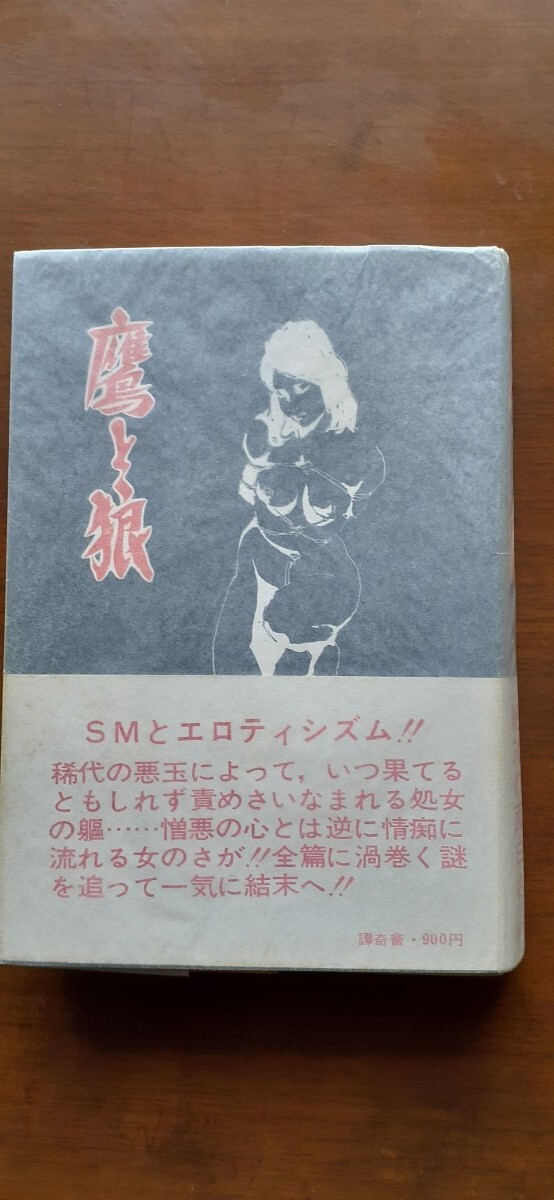 鷹と狼
SMとエロティシズム!!
稀代の悪玉によって，いつ果てる
ともしれず責めさいなまれる処女
の軀……憎悪の心とは逆に情痴に
流れる女のさが!!全篇に渦巻く謎
を追って一気に結末へ!!
譚奇會・900円